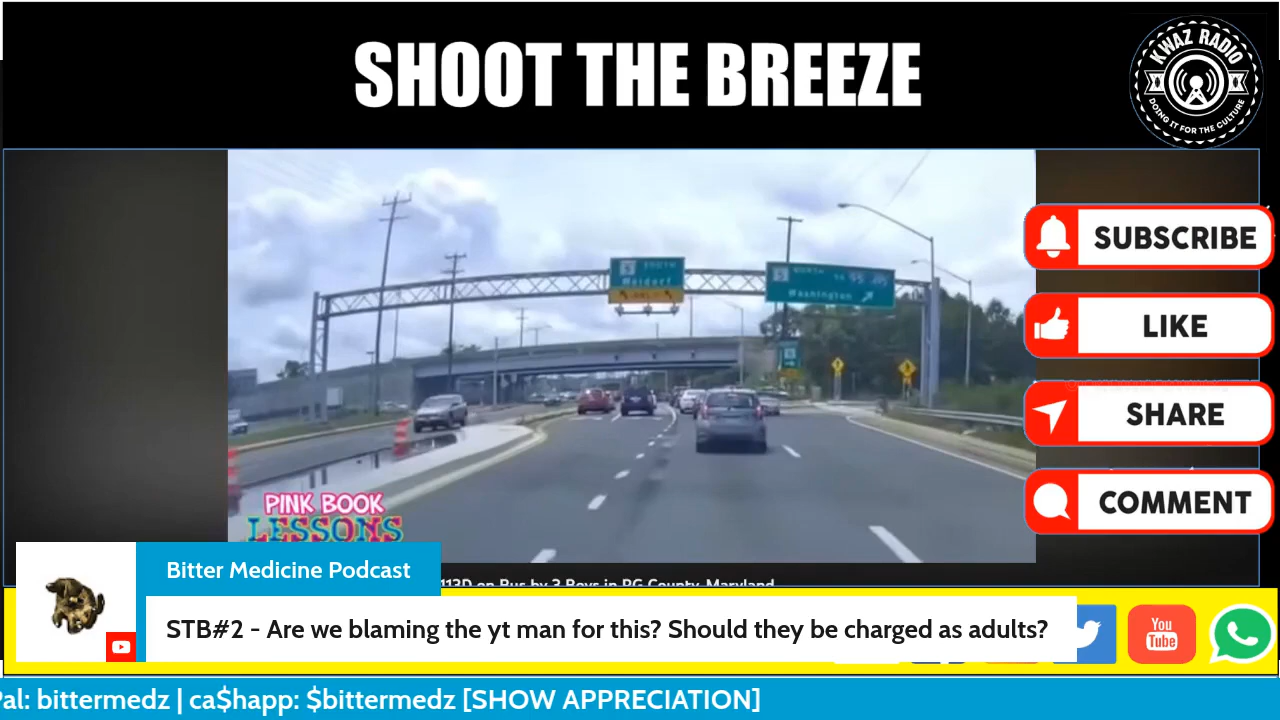 SHOOT THE BREEZE
KWAZ RADIO
DOING IT FOR THE CULTURE
SOUTH
Waldorf
5
NORTH TO 95
Washington
SUBSCRIBE
LIKE
SHARE
COMMENT
PINK BOOK
LESSONS
on Bus by 3 Boys in PG County, Maryland
Bitter Medicine Podcast
STB#2 - Are we blaming the yt man for this? Should they be charged as adults?
You
Tube
Pal: bittermedz | ca$happ: $bittermedz [SHOW APPRECIATION]